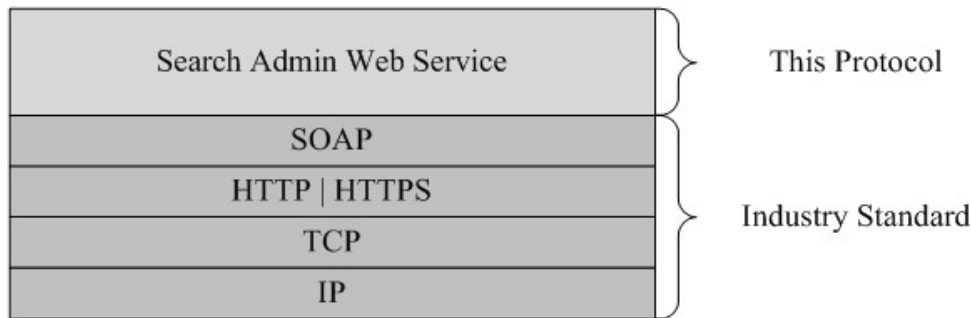 Search Admin Web Service
This Protocol
SOAP
HTTP | HTTPS
TCP
IP
Industry Standard